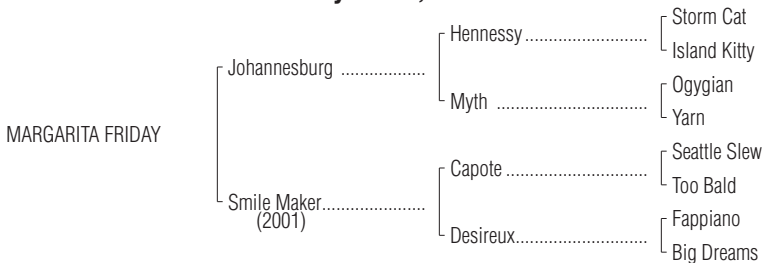 Storm Cat
Hennessy
Island Kitty
Johannesburg
Ogygian
Myth
Yarn
MARGARITA FRIDAY
Seattle Slew
Capote
Too Bald
Smile Maker
(2001)
Fappiano
Desireux
Big Dreams